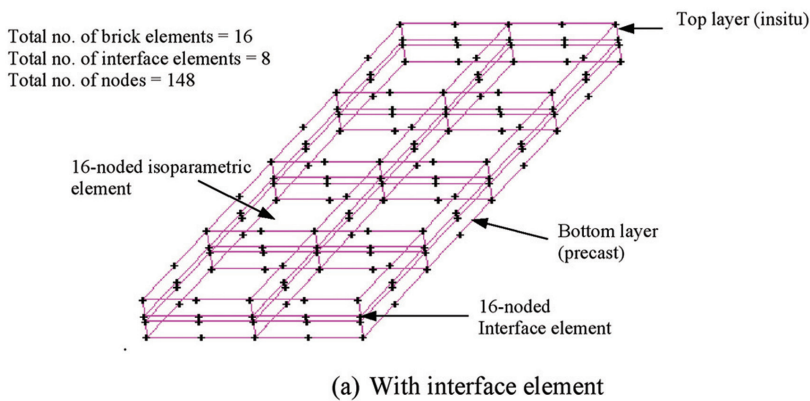 Total no. of brick elements = 16
Total no. of interface elements = 8
Total no. of nodes = 148
Top layer (insitu)
16-noded isoparametric
element
Bottom layer
(precast)
16-noded
Interface element
(a) With interface element